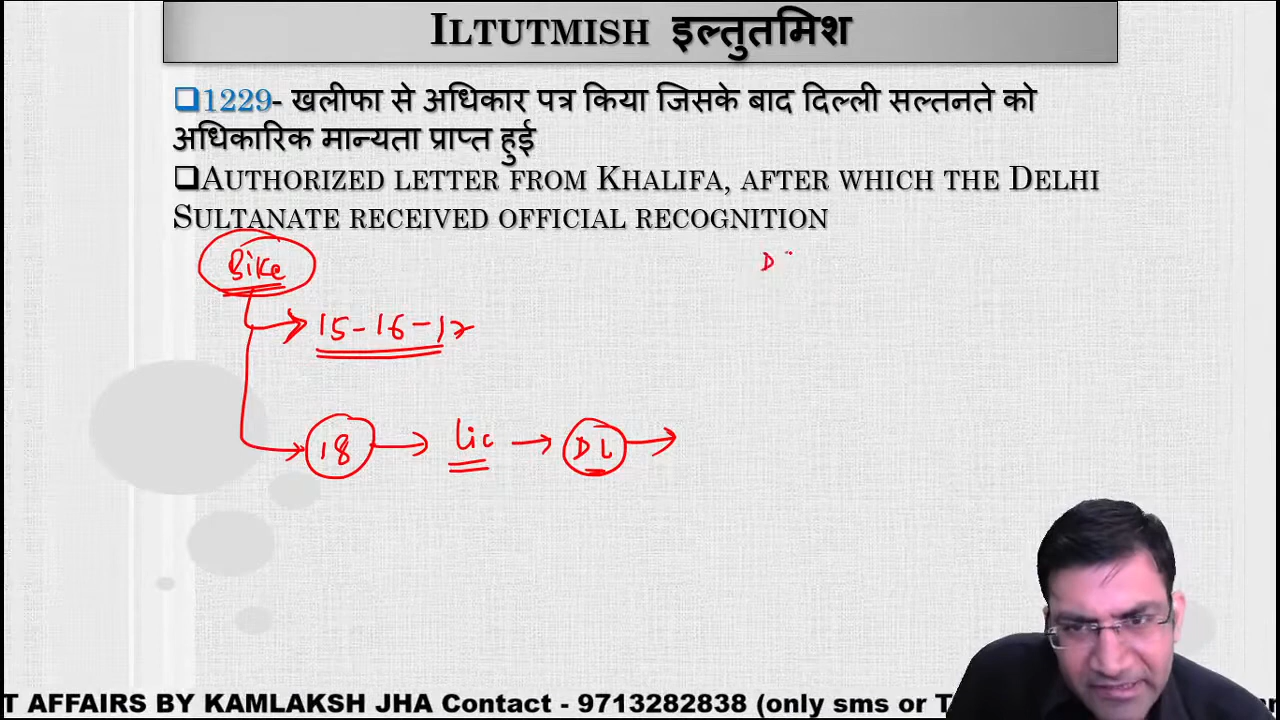 ILTUTMISH इल्तुतमिश
1229- खलीफा से अधिकार पत्र किया जिसके बाद दिल्ली सल्तनते को
अधिकारिक मान्यता प्राप्त हुई
AUTHORIZED LETTER FROM KHALIFA, AFTER WHICH THE DELHI
SULTANATE RECEIVED OFFICIAL RECOGNITION
Bike
D
15-16-17
18 → Lic → DL →
T AFFAIRS BY KAMLAKSH JHA Contact - 9713282838 (only sms or T